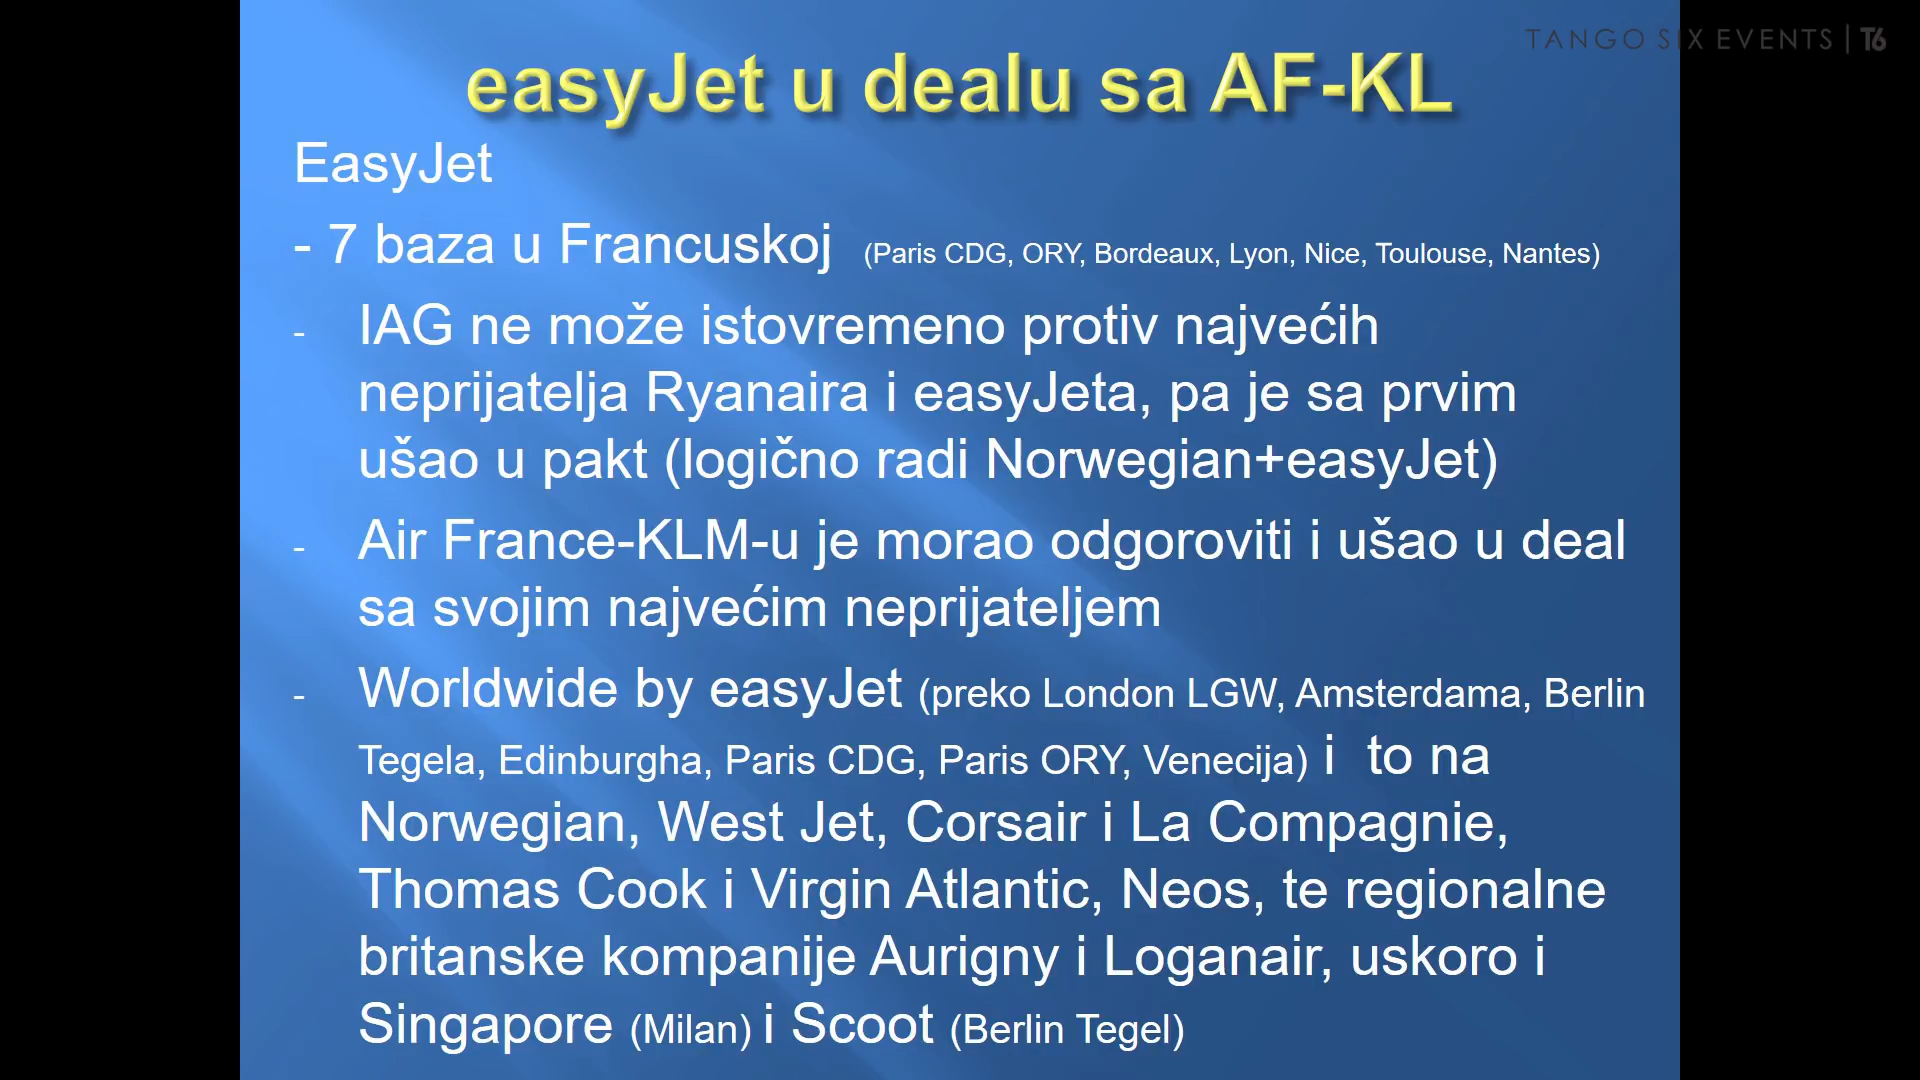 TANGO SIX EVENTS | T6
easyJet u dealu sa AF-KL
EasyJet
- 7 baza u Francuskoj (Paris CDG, ORY, Bordeaux, Lyon, Nice, Toulouse, Nantes)
- IAG ne može istovremeno protiv najvećih
neprijatelja Ryanaira i easyJeta, pa je sa prvim
ušao u pakt (logično radi Norwegian+easyJet)
- Air France-KLM-u je morao odgoroviti i ušao u deal
sa svojim najvećim neprijateljem
- Worldwide by easyJet (preko London LGW, Amsterdama, Berlin
Tegela, Edinburgha, Paris CDG, Paris ORY, Venecija) i to na
Norwegian, West Jet, Corsair i La Compagnie,
Thomas Cook i Virgin Atlantic, Neos, te regionalne
britanske kompanije Aurigny i Loganair, uskoro i
Singapore (Milan) i Scoot (Berlin Tegel)